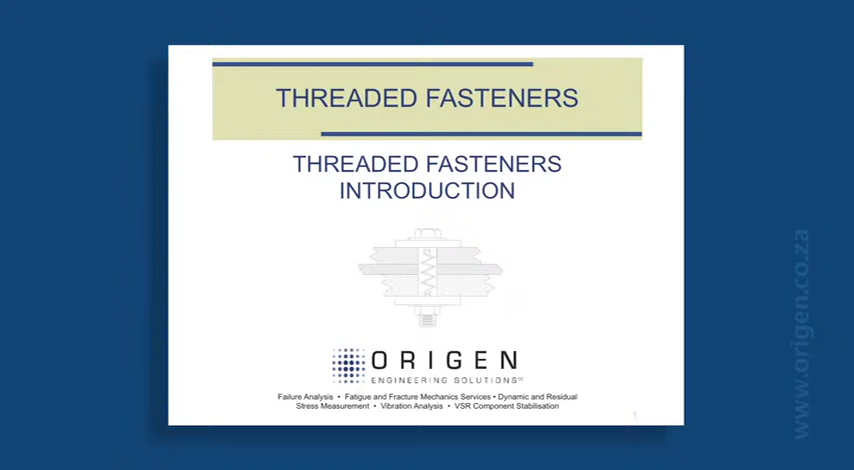 THREADED FASTENERS
THREADED FASTENERS
INTRODUCTION
ORIGEN
ENGINEERING SOLUTIONS
Failure Analysis • Fatigue and Fracture Mechanics Services • Dynamic and Residual
Stress Measurement • Vibration Analysis • VSR Component Stabilisation
1
www.origen.co.za